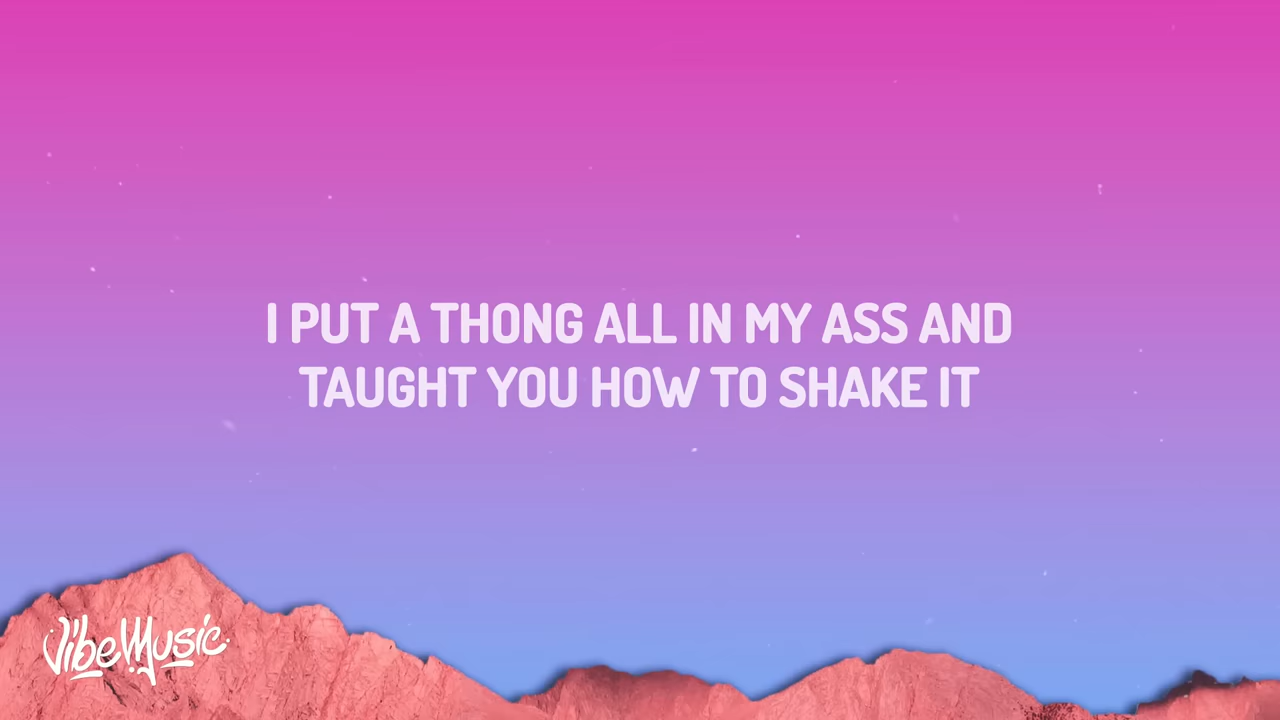 I PUT A THONG ALL IN MY ASS AND
TAUGHT YOU HOW TO SHAKE IT
VibeMusic